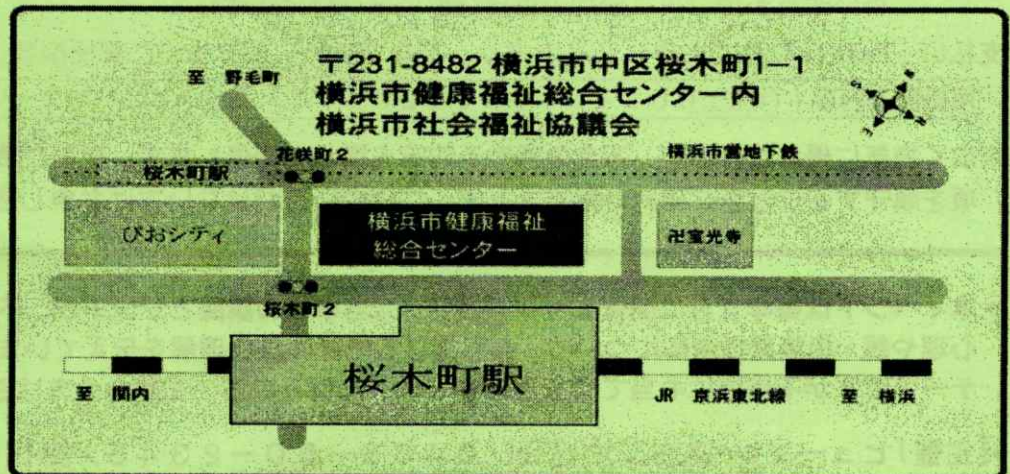 〒231-8482 横浜市中区桜木町1-1
横浜市健康福祉総合センター内
横浜市社会福祉協議会
至 野毛町
花咲町2
横浜市営地下鉄
桜木町駅
ぴおシティ
横浜市健康福祉
総合センター
卍宝光寺
桜木町2
桜木町駅
至 関内
JR 京浜東北線 至 横浜